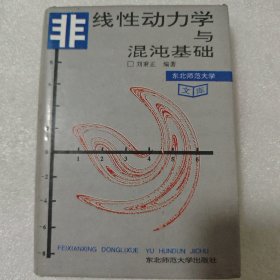 非线性动力学
与
混沌基础
□刘秉正 编著
东北师范大学
文库
0 1 2 3 4 5 6
FEIXIANXING DONGLIXUE YU HUNDUN JICHU
东北师范大学出版社